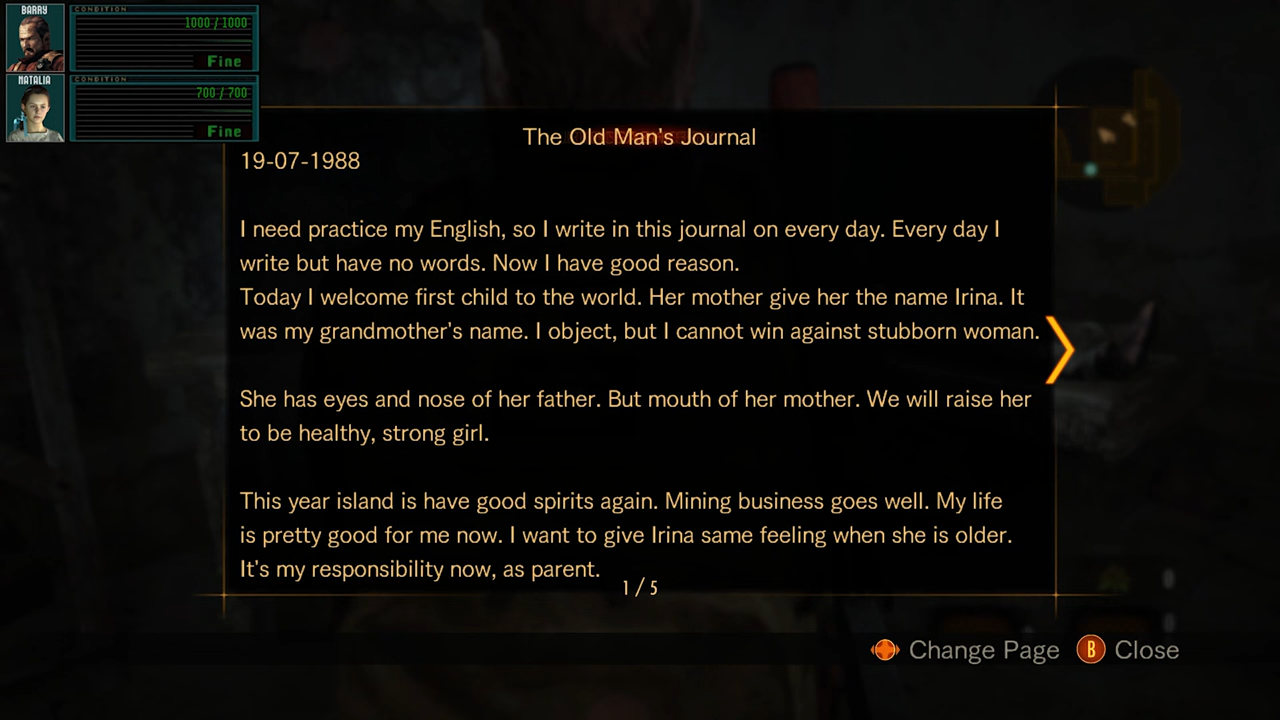 BARRY
CONDITION
1000 / 1000
Fine
NATALIA
CONDITION
700 / 700
Fine
The Old Man's Journal
19-07-1988
I need practice my English, so I write in this journal on every day. Every day I
write but have no words. Now I have good reason.
Today I welcome first child to the world. Her mother give her the name Irina. It
was my grandmother's name. I object, but I cannot win against stubborn woman.
She has eyes and nose of her father. But mouth of her mother. We will raise her
to be healthy, strong girl.
This year island is have good spirits again. Mining business goes well. My life
is pretty good for me now. I want to give Irina same feeling when she is older.
It's my responsibility now, as parent.
1 / 5
0
0
Change Page B Close